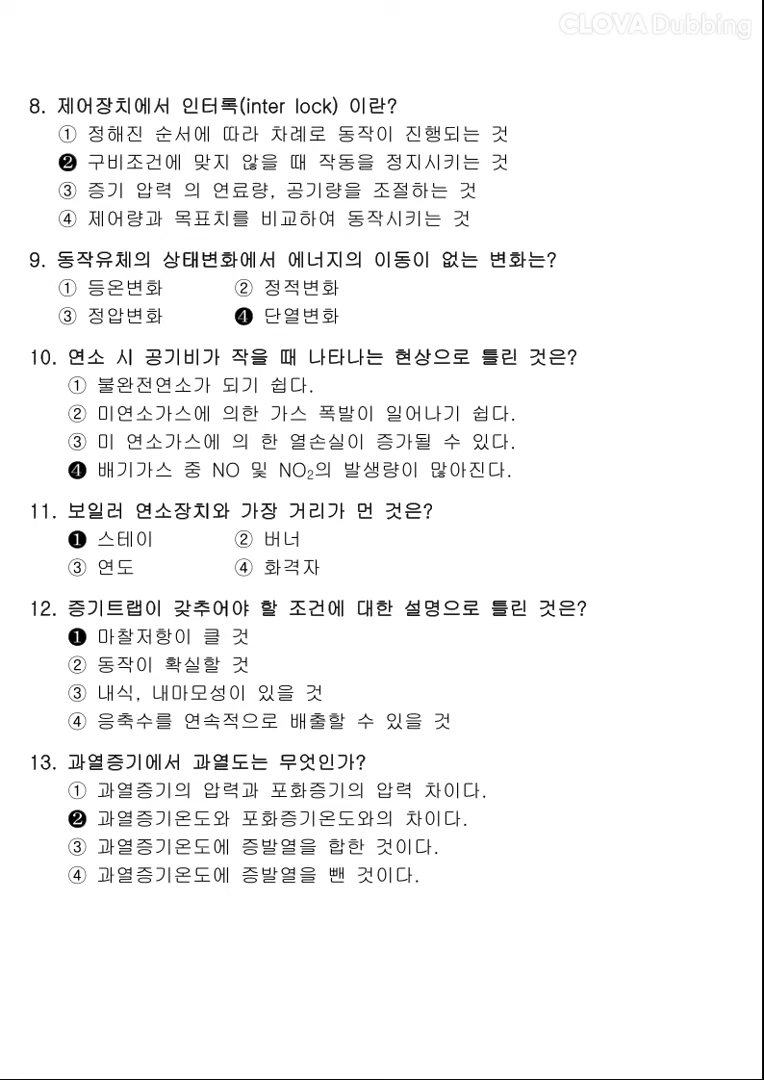 CLOVA Dubbing
8. 제어장치에서 인터록(inter lock) 이란?
① 정해진 순서에 따라 차례로 동작이 진행되는 것
❷ 구비조건에 맞지 않을 때 작동을 정지시키는 것
③ 증기 압력 의 연료량, 공기량을 조절하는 것
④ 제어량과 목표치를 비교하여 동작시키는 것
9. 동작유체의 상태변화에서 에너지의 이동이 없는 변화는?
① 등온변화 ② 정적변화
③ 정압변화 ❹ 단열변화
10. 연소 시 공기비가 작을 때 나타나는 현상으로 틀린 것은?
① 불완전연소가 되기 쉽다.
② 미연소가스에 의한 가스 폭발이 일어나기 쉽다.
③ 미 연소가스에 의 한 열손실이 증가될 수 있다.
❹ 배기가스 중 NO 및 NO₂의 발생량이 많아진다.
11. 보일러 연소장치와 가장 거리가 먼 것은?
❶ 스테이 ② 버너
③ 연도 ④ 화격자
12. 증기트랩이 갖추어야 할 조건에 대한 설명으로 틀린 것은?
❶ 마찰저항이 클 것
② 동작이 확실할 것
③ 내식, 내마모성이 있을 것
④ 응축수를 연속적으로 배출할 수 있을 것
13. 과열증기에서 과열도는 무엇인가?
① 과열증기의 압력과 포화증기의 압력 차이다.
❷ 과열증기온도와 포화증기온도와의 차이다.
③ 과열증기온도에 증발열을 합한 것이다.
④ 과열증기온도에 증발열을 뺀 것이다.